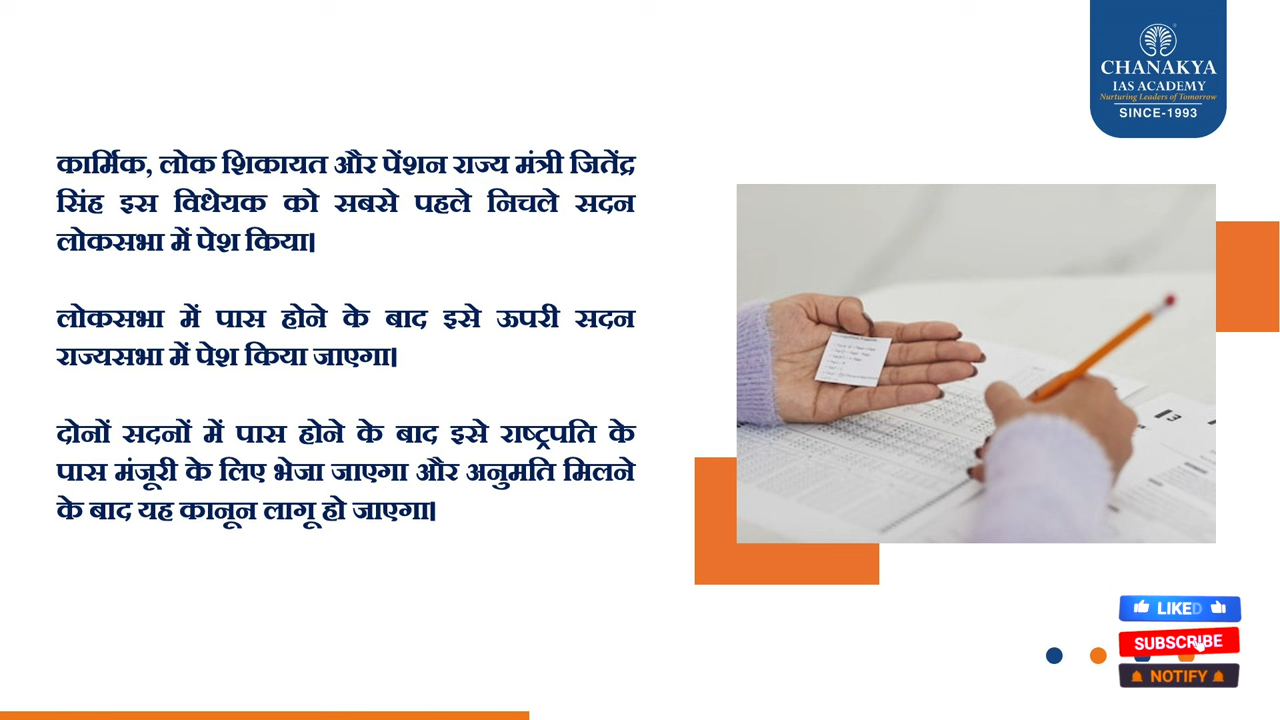 CHANAKYA
IAS ACADEMY
Nurturing Leaders of Tomorrow
SINCE-1993
कार्मिक, लोक शिकायत और पेंशन राज्य मंत्री जितेंद्र
सिंह इस विधेयक को सबसे पहले निचले सदन
लोकसभा में पेश किया।
लोकसभा में पास होने के बाद इसे ऊपरी सदन
राज्यसभा में पेश किया जाएगा।
दोनों सदनों में पास होने के बाद इसे राष्ट्रपति के
पास मंजूरी के लिए भेजा जाएगा और अनुमति मिलने
के बाद यह कानून लागू हो जाएगा।
LIKED
SUBSCRIBE
NOTIFY